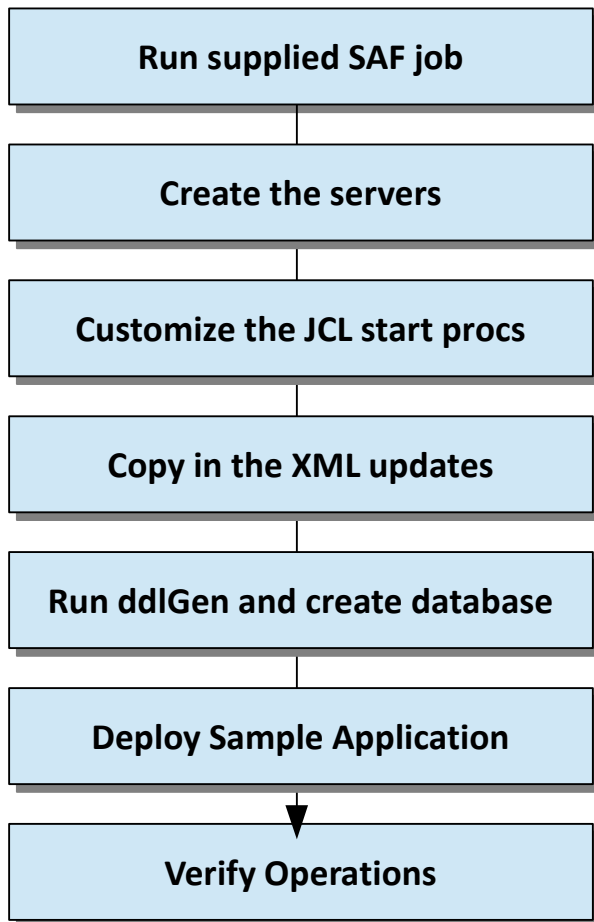 Run supplied SAF job
Create the servers
Customize the JCL start procs
Copy in the XML updates
Run ddlGen and create database
Deploy Sample Application
Verify Operations